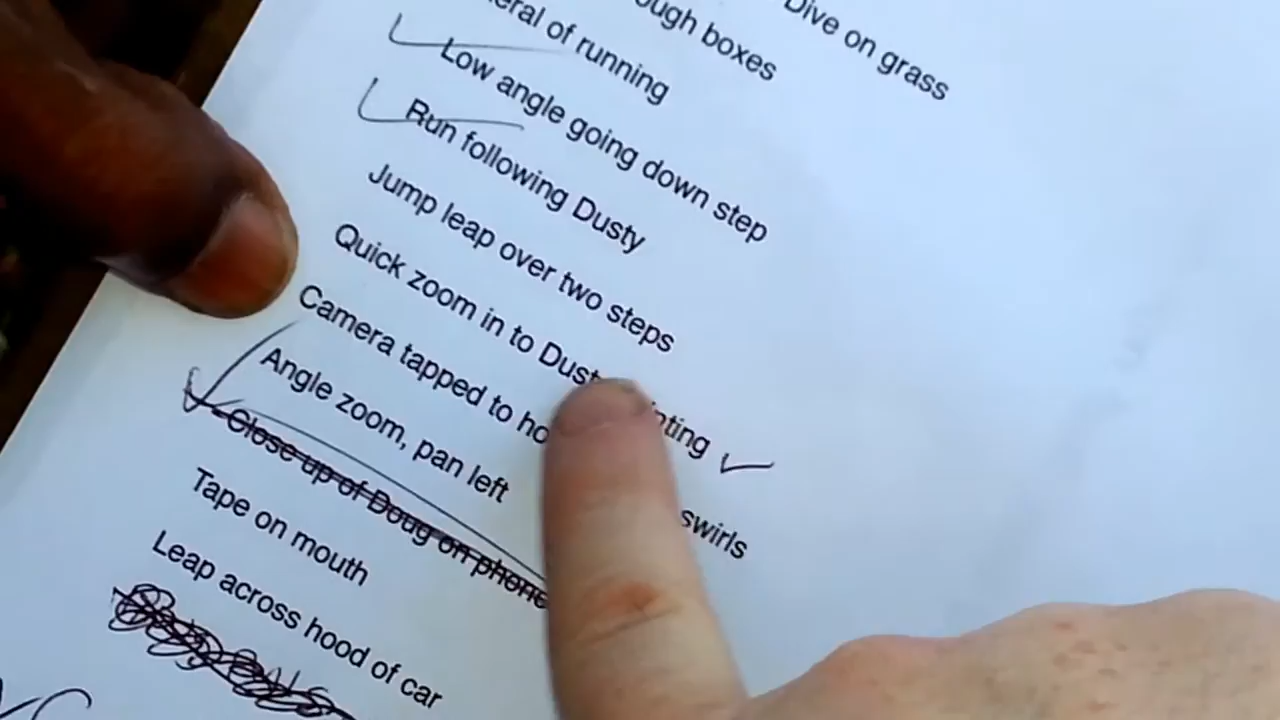 Dive on grass
ough boxes
eral of running
Low angle going down step
Run following Dusty
Jump leap over two steps
Quick zoom in to Dust nting
Camera tapped to ho swirls
Angle zoom, pan left
Close up of Doug on phone
Tape on mouth
Leap across hood of car